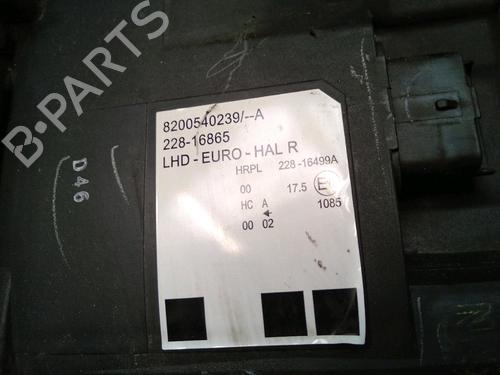 B-PARTS
8200540239/--A
228-16865
LHD - EURO - HAL R
HRPL 228-16499A
00 17.5 E
HC A 1085
00 02
D46